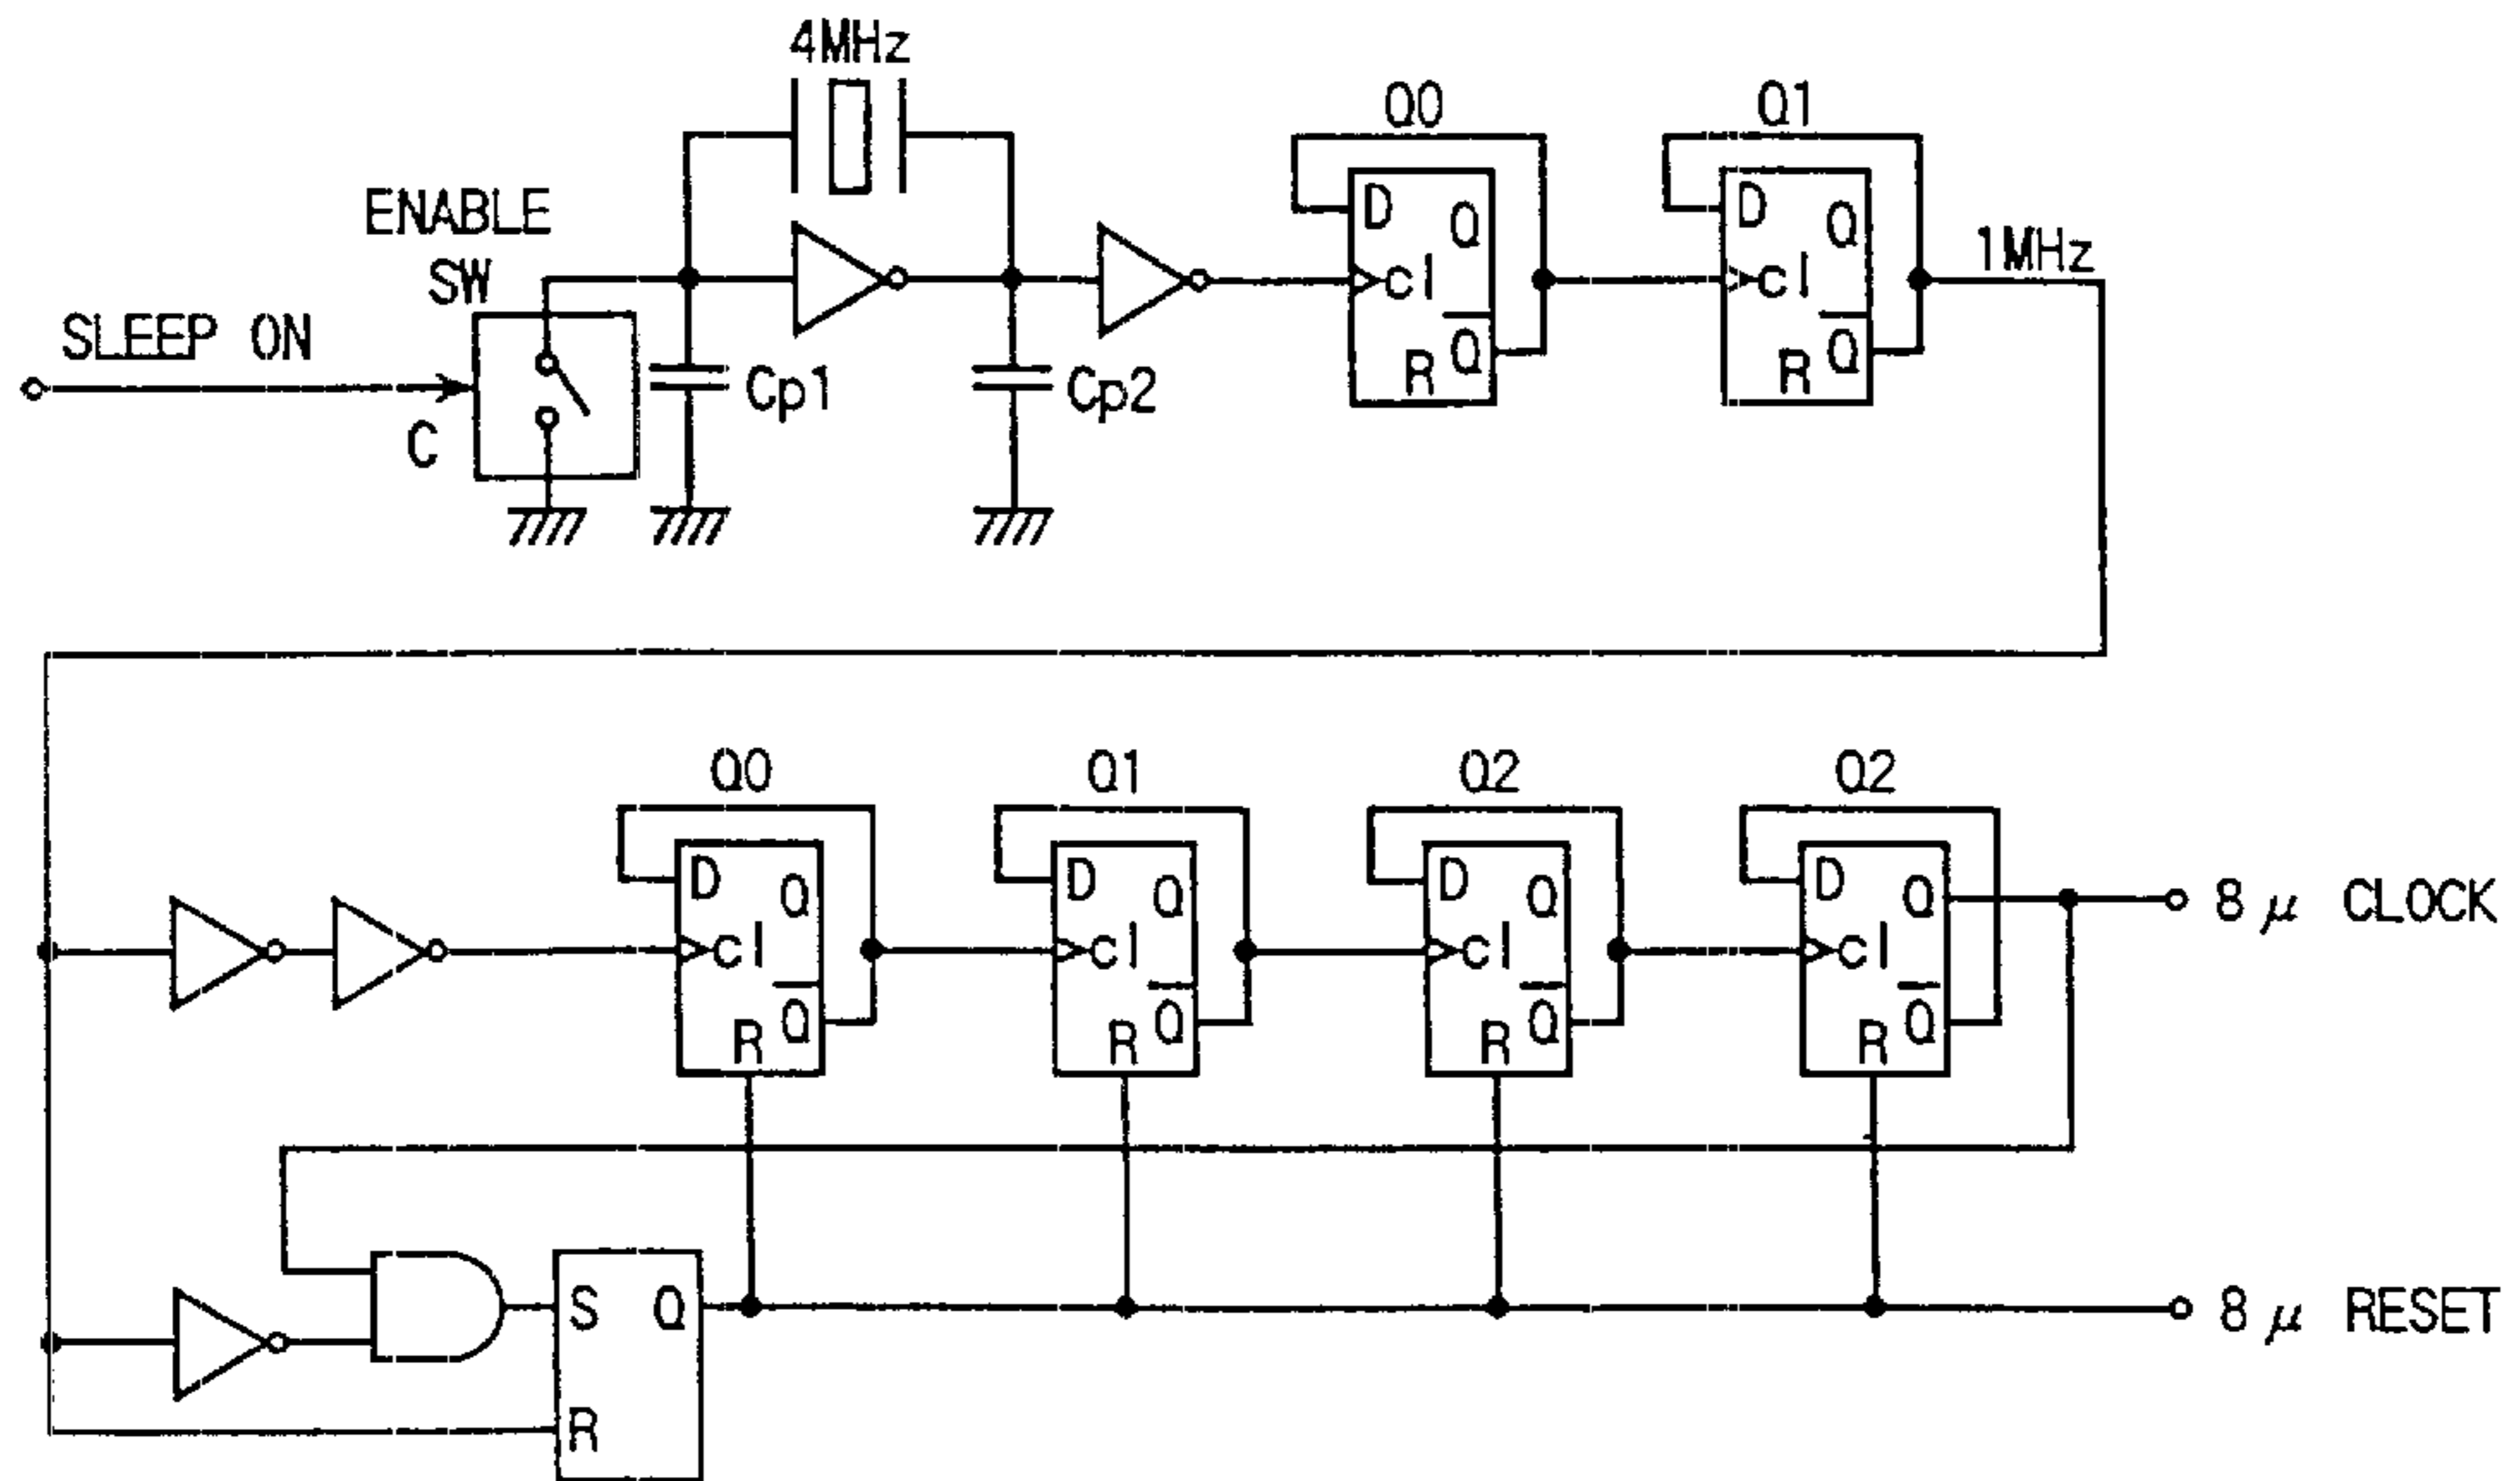 4MHz
Q0
Q1
ENABLE
SW
SLEEP ON
C
Cp1
Cp2
D
Q
Cl
Q
R
D
Q
Cl
Q
R
1MHz
Q0
Q1
Q2
Q2
D
Q
Cl
Q
R
D
Q
Cl
Q
R
D
Q
Cl
Q
R
D
Q
Cl
Q
R
8 μ CLOCK
S
Q
R
8 μ RESET